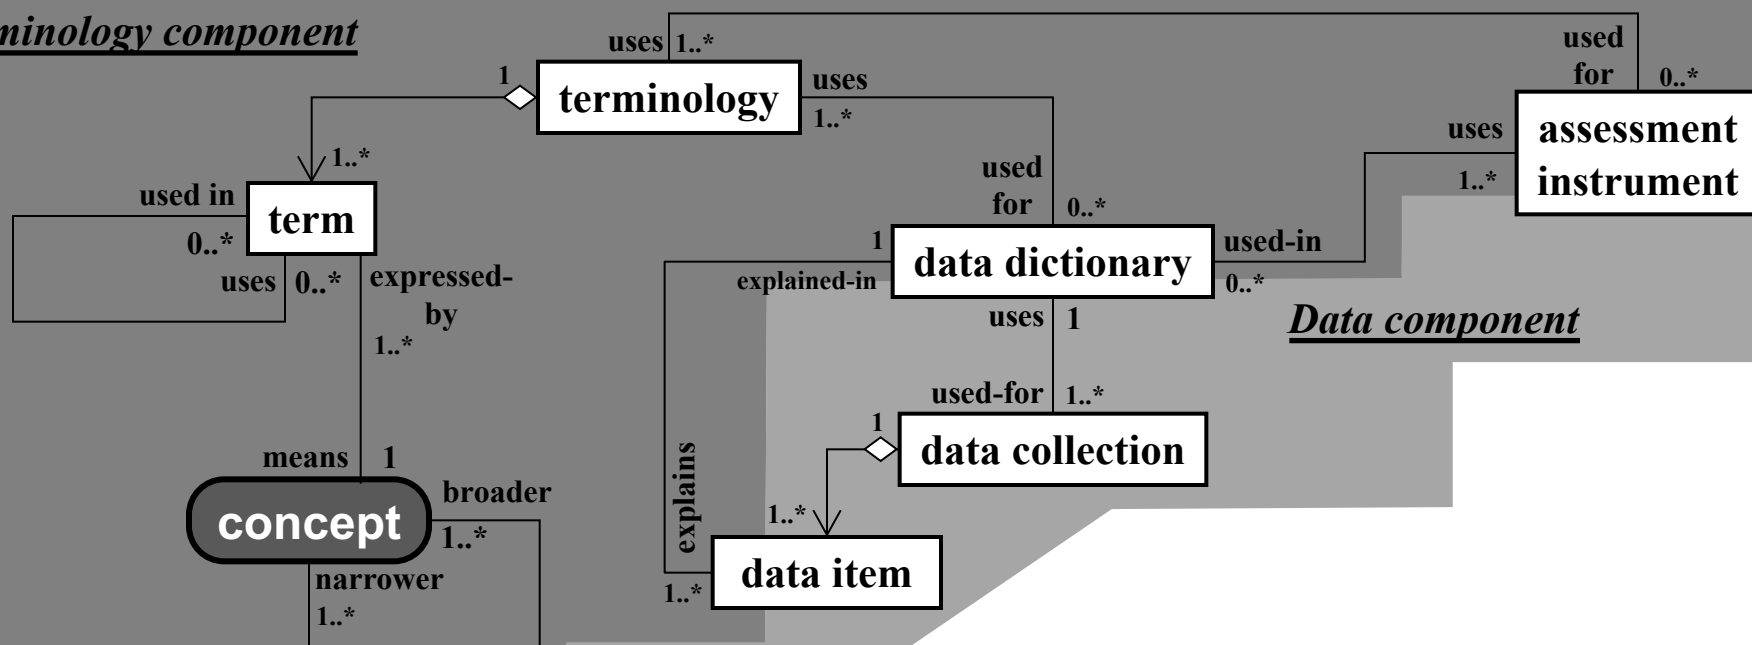 minology component
uses 1..*
used
for 0..*
1
terminology
uses
1..*
assessment
instrument
uses
1..*
1..*
used in
term
0..*
uses 0..*
expressed-
by
1..*
used
for 0..*
1
explained-in
data dictionary
used-in
0..*
uses 1
Data component
used-for 1..*
1
data collection
means 1
concept
broader
1..*
narrower
1..*
explains
1..*
1..*
data item